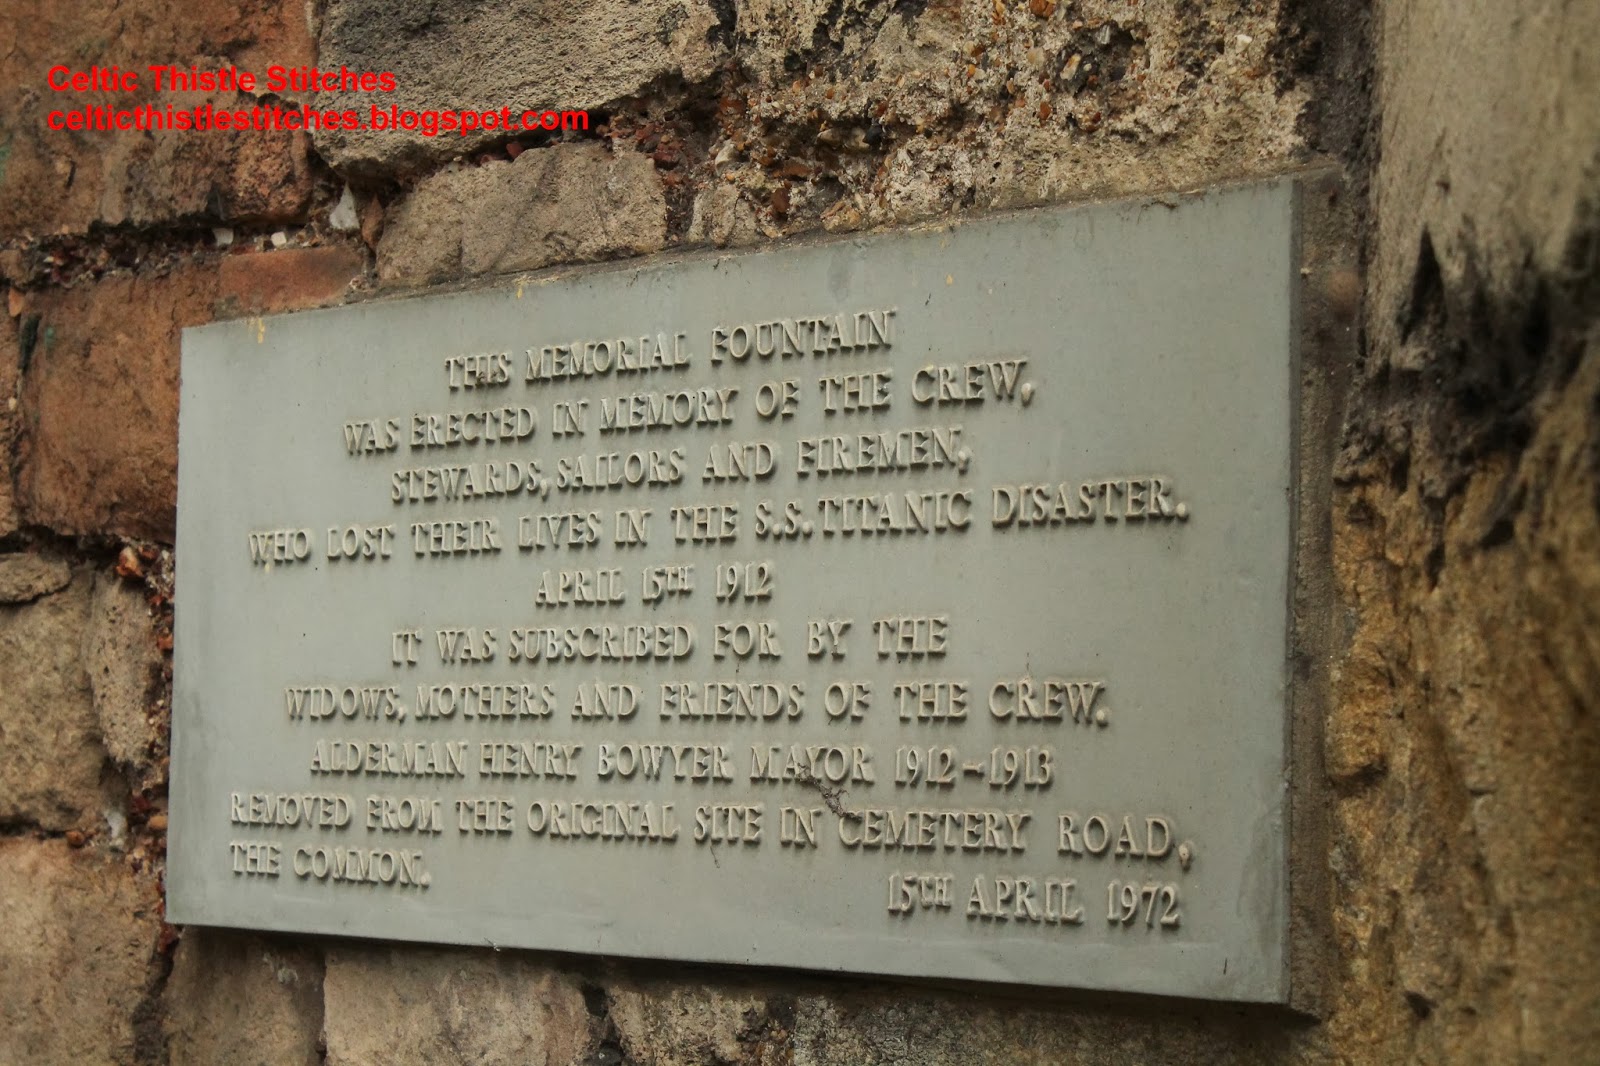 Celtic Thistle Stitches
celticthistlestitches.blogspot.com
THIS MEMORIAL FOUNTAIN
WAS ERECTED IN MEMORY OF THE CREW,
STEWARDS, SAILORS AND FIREMEN,
WHO LOST THEIR LIVES IN THE S.S. TITANIC DISASTER.
APRIL 15TH 1912
IT WAS SUBSCRIBED FOR BY THE
WIDOWS, MOTHERS AND FRIENDS OF THE CREW.
ALDERMAN HENRY BOWYER MAYOR 1912-1913
REMOVED FROM THE ORIGINAL SITE IN CEMETERY ROAD,
THE COMMON.
15TH APRIL 1972